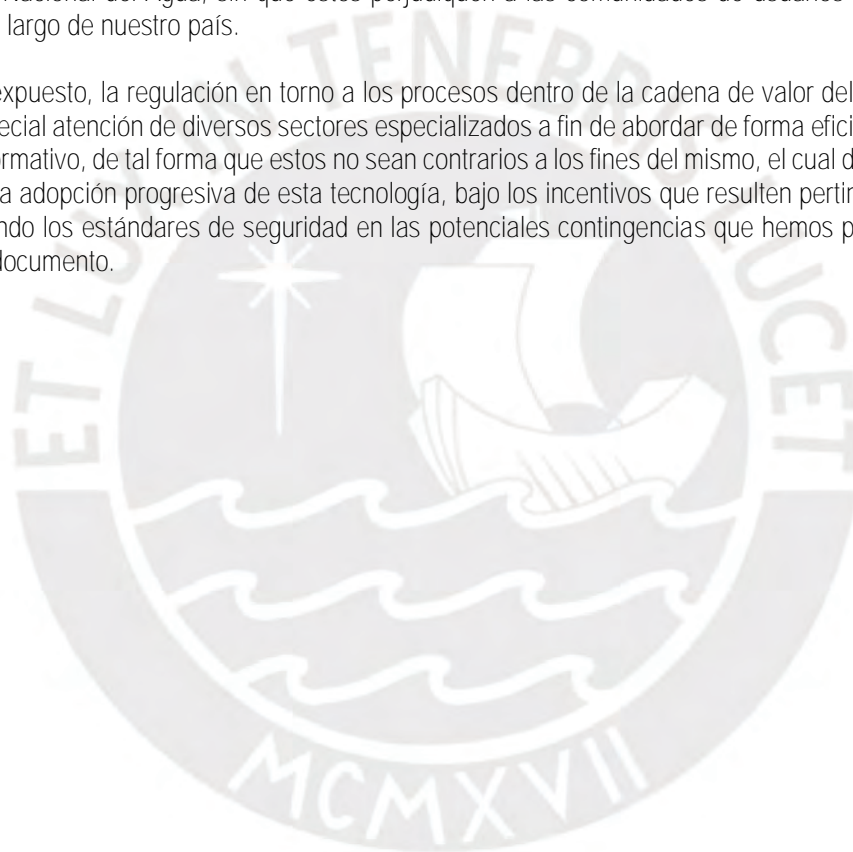 Nacional del Agua, sin que estos perjudiquen a las comunidades de usuarios
largo de nuestro país.
expuesto, la regulación en torno a los procesos dentro de la cadena de valor del
ecial atención de diversos sectores especializados a fin de abordar de forma efici
ormativo, de tal forma que estos no sean contrarios a los fines del mismo, el cual d
a adopción progresiva de esta tecnología, bajo los incentivos que resulten pertin
ndo los estándares de seguridad en las potenciales contingencias que hemos p
documento.
ET LUX IN TENEBRIS LUCET
MCMXVII